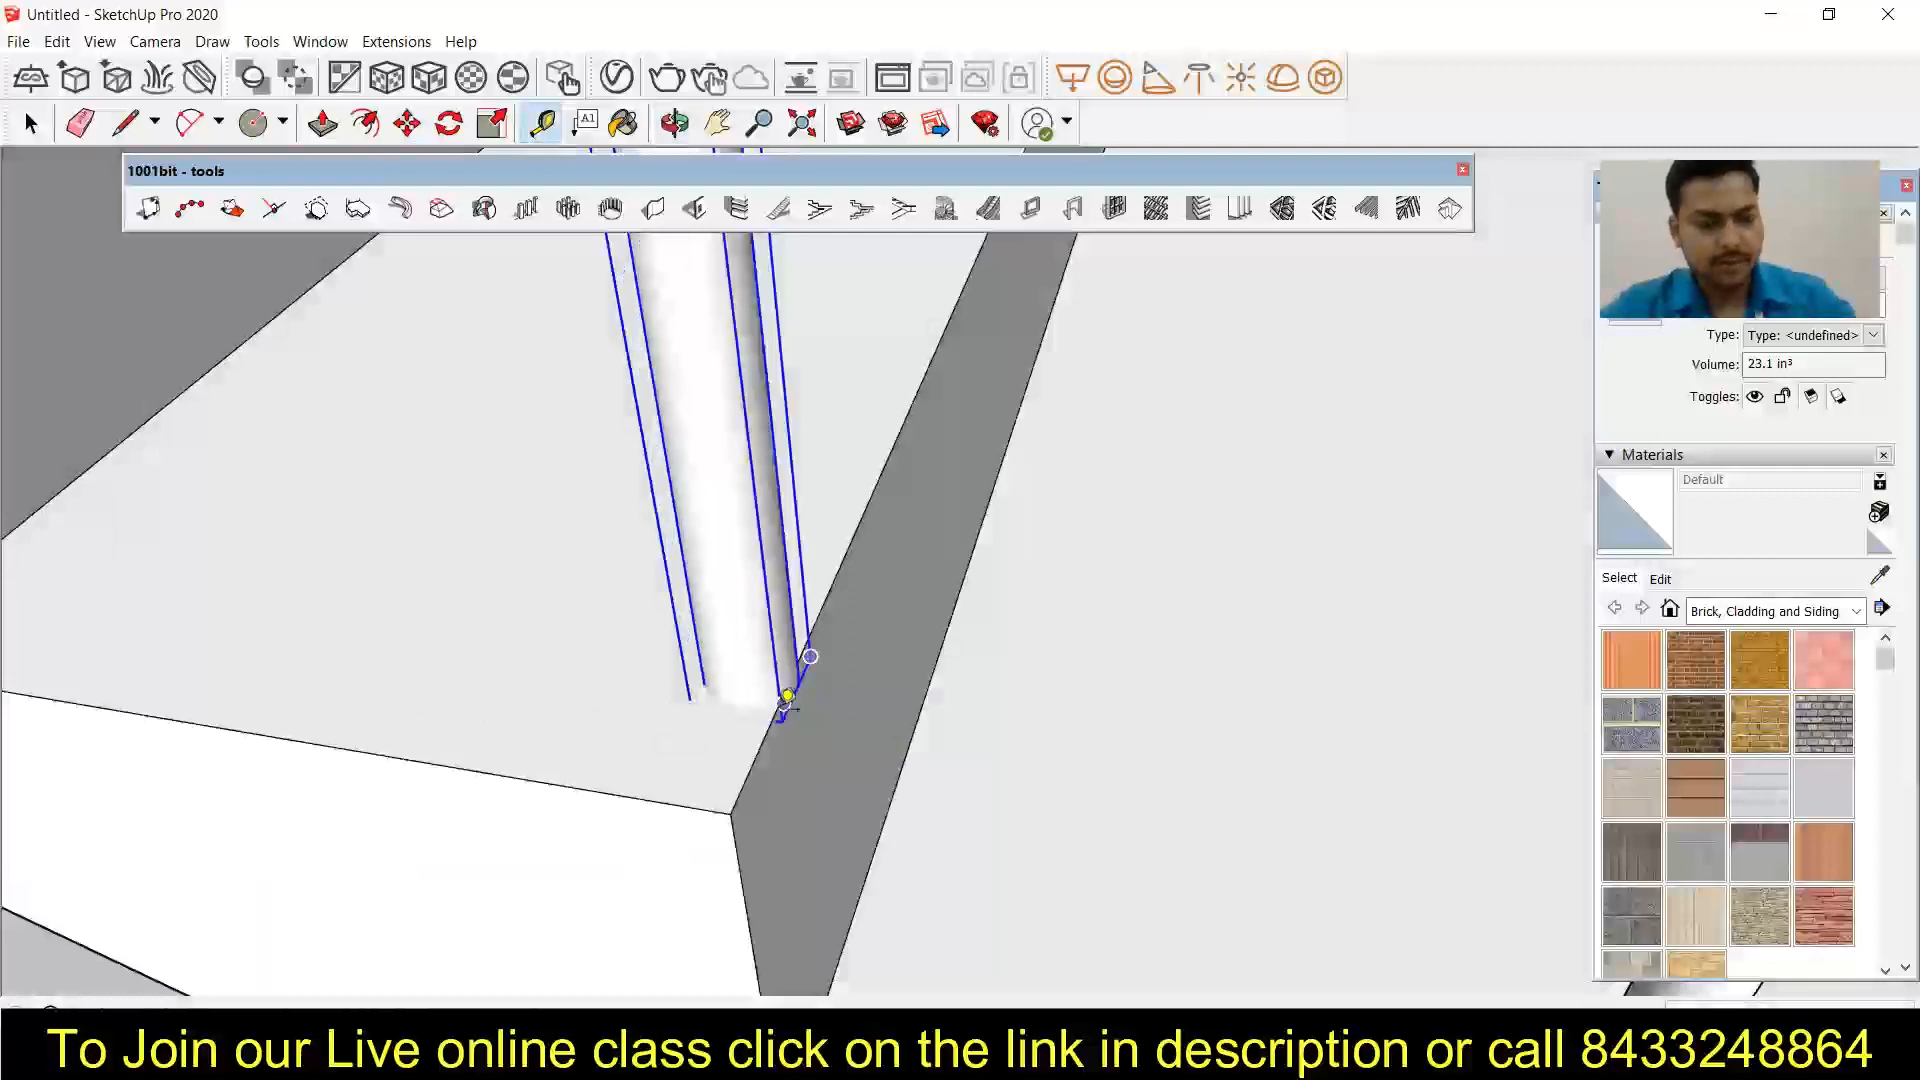 Untitled - SketchUp Pro 2020
File Edit View Camera Draw Tools Window Extensions Help
A1
1001bit - tools
Type: Type: <undefined>
Volume: 23.1 in³
Toggles:
Materials
Default
Select Edit
Brick, Cladding and Siding
To Join our Live online class click on the link in description or call 8433248864